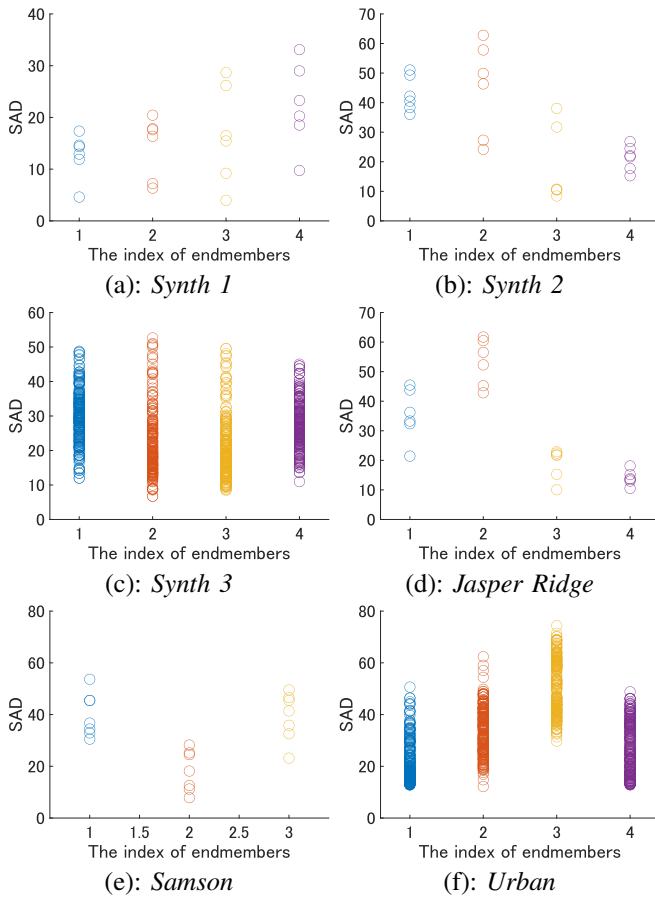 40
30
20
10
0
SAD
1 2 3 4
The index of endmembers
(a): Synth 1
70
60
50
40
30
20
10
0
SAD
1 2 3 4
The index of endmembers
(b): Synth 2
60
50
40
30
20
10
0
SAD
1 2 3 4
The index of endmembers
(c): Synth 3
70
60
50
40
30
20
10
0
SAD
1 2 3 4
The index of endmembers
(d): Jasper Ridge
80
60
40
20
0
SAD
1 1.5 2 2.5 3
The index of endmembers
(e): Samson
80
60
40
20
0
SAD
1 2 3 4
The index of endmembers
(f): Urban